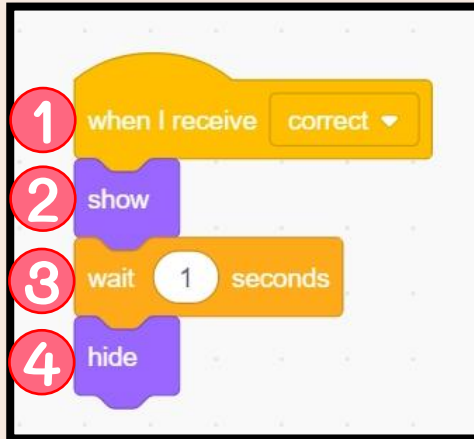 1 when I receive correct
2 show
3 wait 1 seconds
4 hide